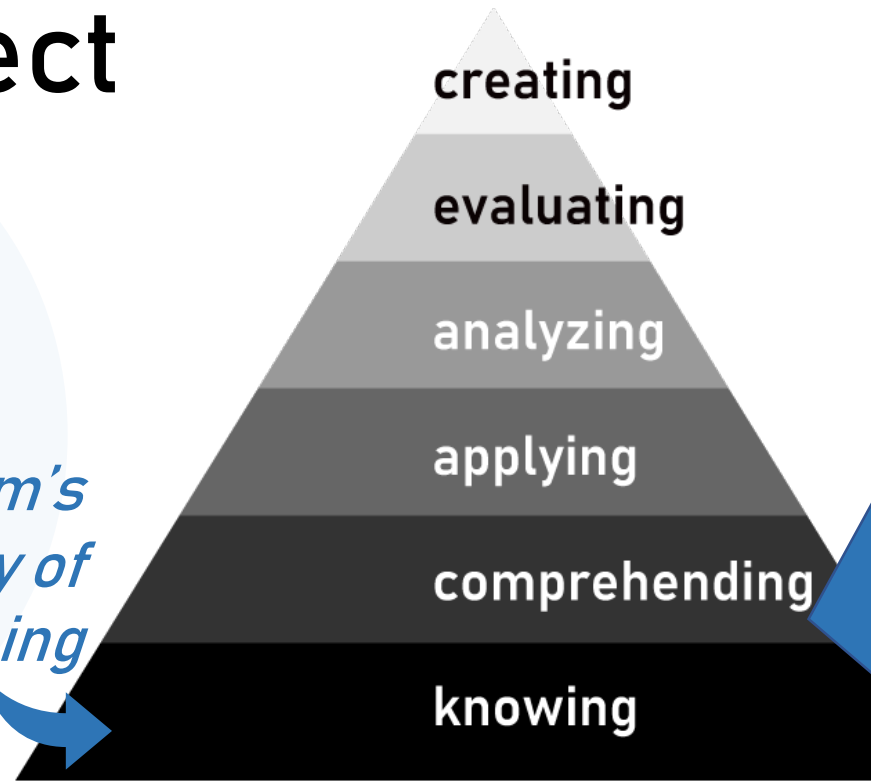 ect
creating
evaluating
analyzing
applying
m's
y of
ing
comprehending
knowing